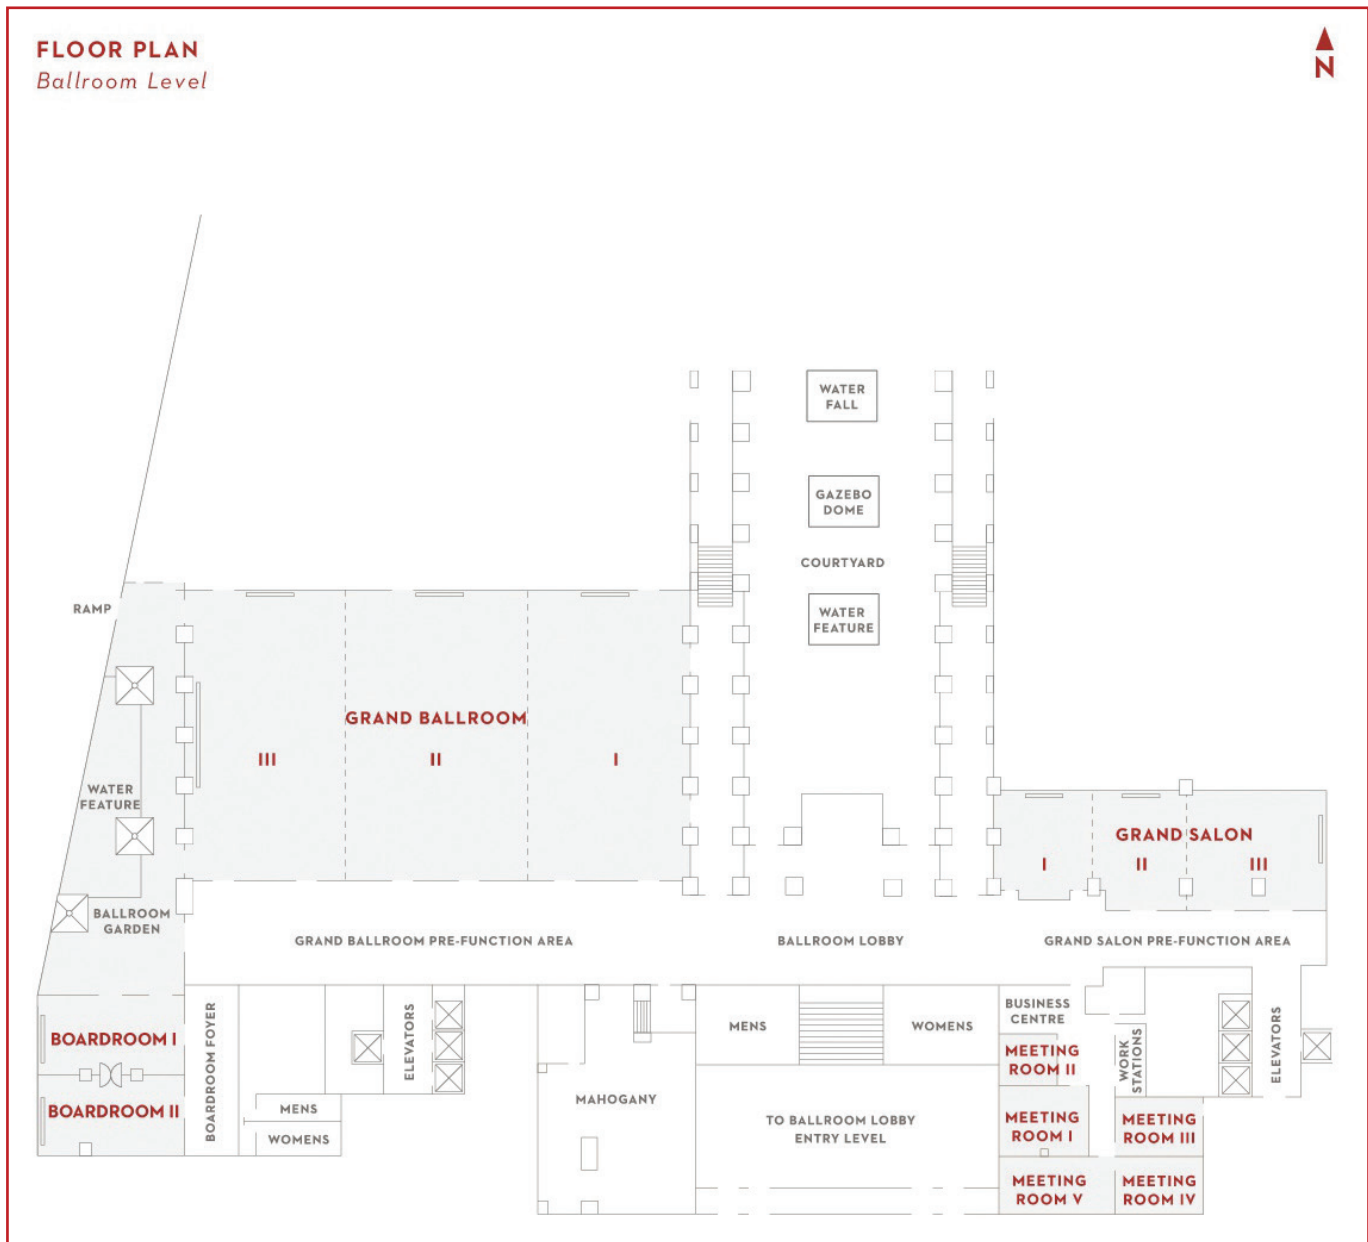 FLOOR PLAN
Ballroom Level
N
WATER
FALL
GAZEBO
DOME
COURTYARD
WATER
FEATURE
RAMP
GRAND BALLROOM
III
II
I
WATER
FEATURE
BALLROOM
GARDEN
GRAND SALON
I
II
III
GRAND BALLROOM PRE-FUNCTION AREA
BALLROOM LOBBY
GRAND SALON PRE-FUNCTION AREA
BOARDROOM I
BOARDROOM II
BOARDROOM FOYER
MENS
WOMENS
ELEVATORS
MAHOGANY
MENS
WOMENS
TO BALLROOM LOBBY
ENTRY LEVEL
BUSINESS
CENTRE
MEETING
ROOM II
WORK
STATIONS
ELEVATORS
MEETING
ROOM I
MEETING
ROOM III
MEETING
ROOM V
MEETING
ROOM IV